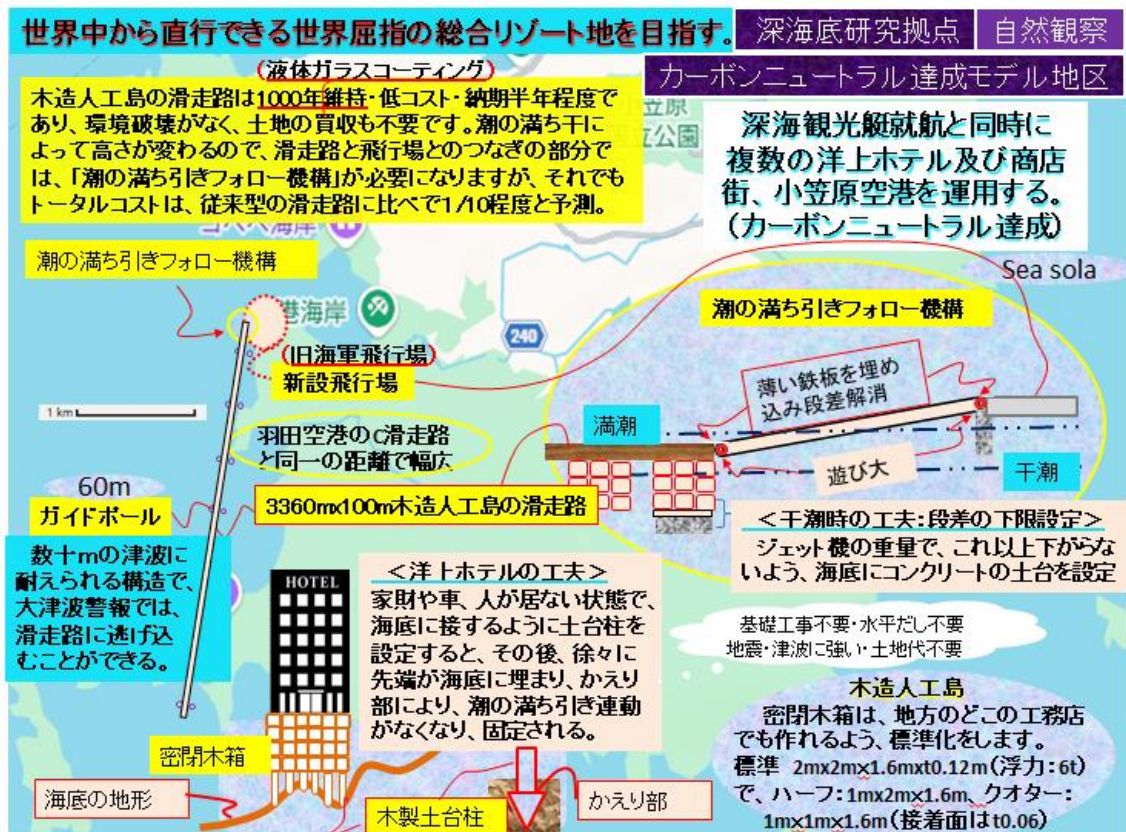 世界中から直行できる世界屈指の総合リゾート地を目指す。
深海底研究拠点
自然観察
カーボンニュートラル達成モデル地区
(液体ガラスコーティング)
木造人工島の滑走路は1000年維持・低コスト・納期半年程度で
あり、環境破壊がなく、土地の買収も不要です。潮の満ち干に
よって高さが変わるので、滑走路と飛行場とのつなぎの部分で
は、「潮の満ち引きフォロー機構」が必要になりますが、それでも
トータルコストは、従来型の滑走路に比べで1/10程度と予測。
小笠原
国立公園
深海観光艇就航と同時に
複数の洋上ホテル及び商店
街、小笠原空港を運用する。
(カーボンニュートラル達成)
コペペ海岸
潮の満ち引きフォロー機構
港海岸
240
(旧海軍飛行場)
新設飛行場
1 km
羽田空港のC滑走路
と同一の距離で幅広
60m
ガイドポール
3360mx100m木造人工島の滑走路
数十mの津波に
耐えられる構造で、
大津波警報では、
滑走路に逃げ込
むことができる。
Sea sola
潮の満ち引きフォロー機構
薄い鉄板を埋め
込み段差解消
満潮
遊び大
干潮
<干潮時の工夫:段差の下限設定>
ジェット機の重量で、これ以上下がらな
いよう、海底にコンクリートの土台を設定
HOTEL
<洋上ホテルの工夫>
家財や車、人が居ない状態で、
海底に接するように土台柱を
設定すると、その後、徐々に
先端が海底に埋まり、かえり
部により、潮の満ち引き連動
がなくなり、固定される。
基礎工事不要・水平だし不要
地震・津波に強い・土地代不要
密閉木箱
海底の地形
木製土台柱
かえり部
木造人工島
密閉木箱は、地方のどこの工務店
でも作れるよう、標準化をします。
標準 2mx2mx1.6mxt0.12m(浮力:6t)
で、ハーフ:1mx2mx1.6m、クオター:
1mx1mx1.6m(接着面はt0.06)